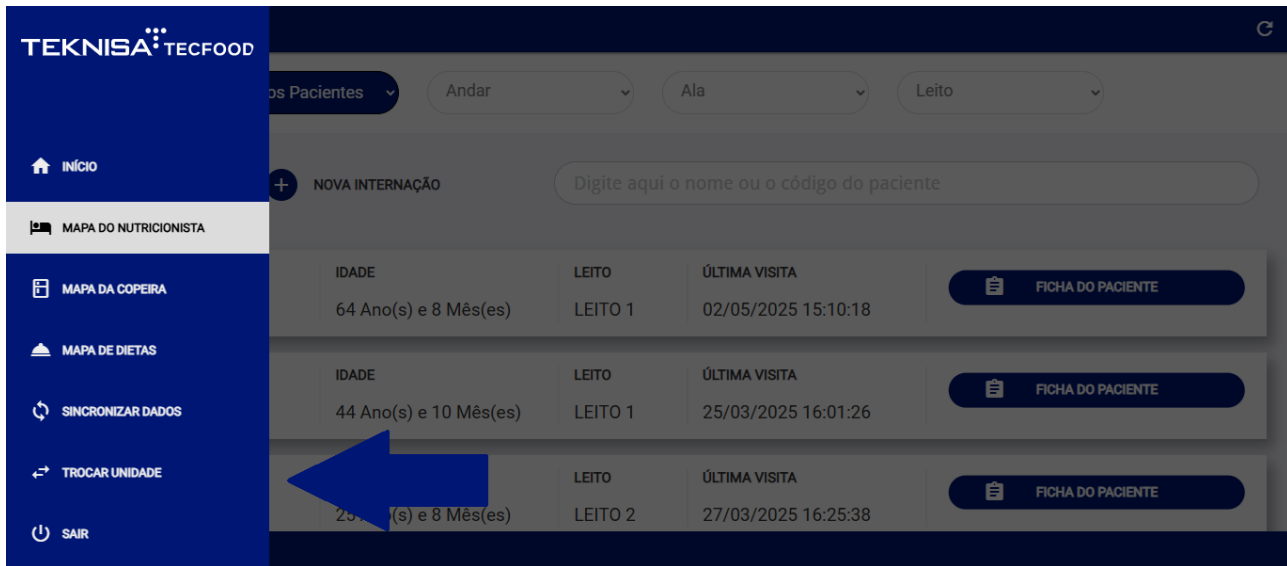 TEKNISA TECFOOD
INÍCIO
MAPA DO NUTRICIONISTA
MAPA DA COPEIRA
MAPA DE DIETAS
SINCRONIZAR DADOS
TROCAR UNIDADE
SAIR
os Pacientes
Andar
Ala
Leito
NOVA INTERNAÇÃO
Digite aqui o nome ou o código do paciente
IDADE LEITO ÚLTIMA VISITA
64 Ano(s) e 8 Mês(es) LEITO 1 02/05/2025 15:10:18
FICHA DO PACIENTE
IDADE LEITO ÚLTIMA VISITA
44 Ano(s) e 10 Mês(es) LEITO 1 25/03/2025 16:01:26
FICHA DO PACIENTE
LEITO ÚLTIMA VISITA
(s) e 8 Mês(es) LEITO 2 27/03/2025 16:25:38
FICHA DO PACIENTE